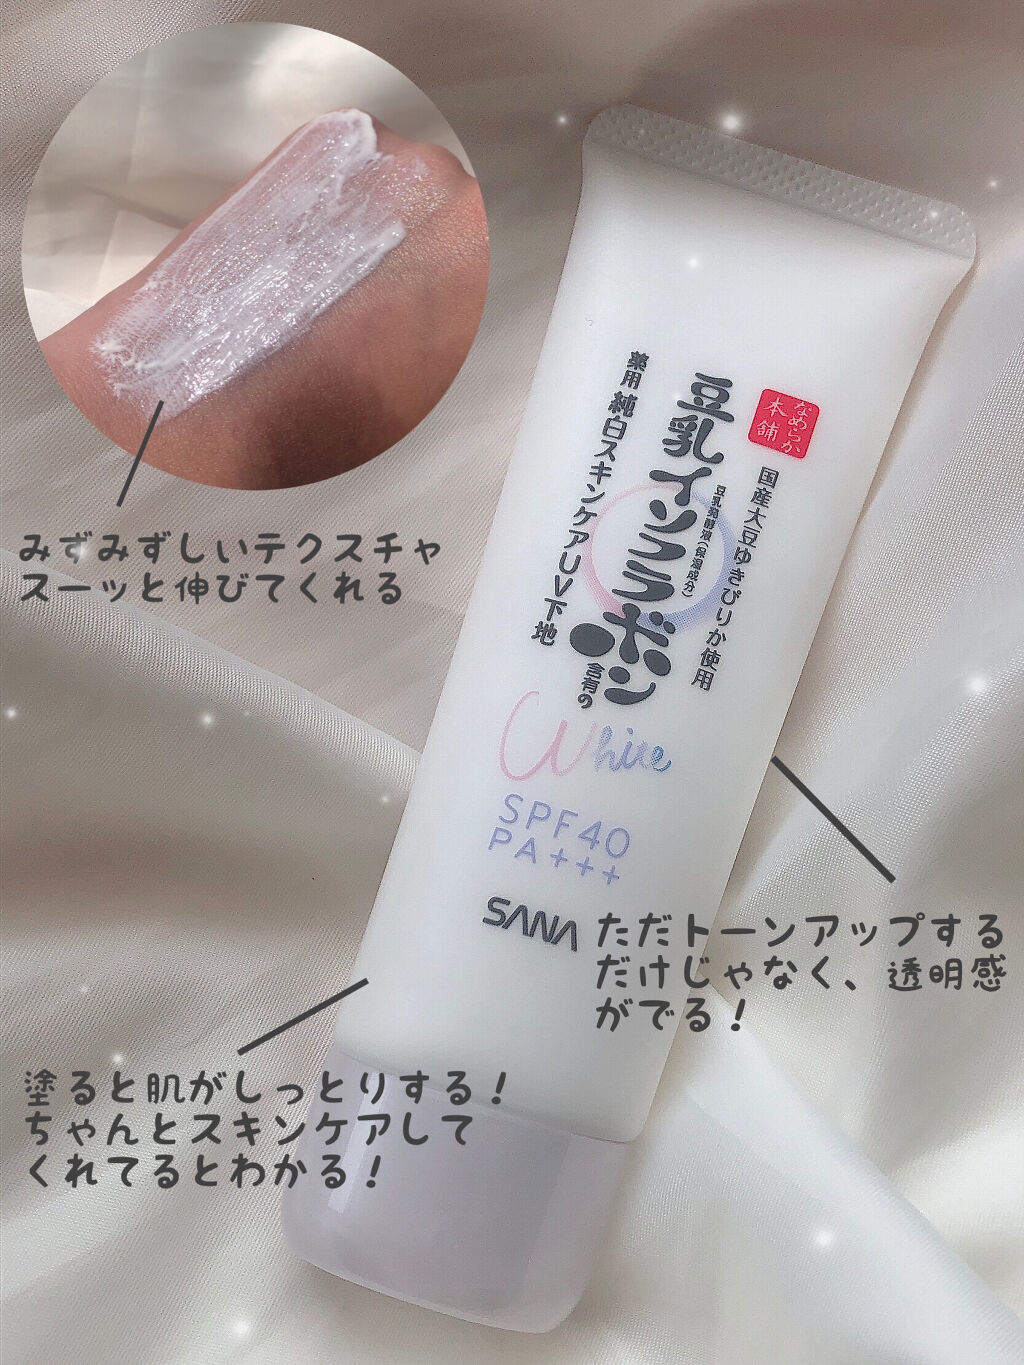 みずみずしいテクスチャ
スーッと伸びてくれる
なめらか
本舗
国産大豆ゆきぴりか使用
豆乳発酵液(保湿成分)
豆乳イソフラボン
含有の
薬用 純白スキンケアUV下地
White
SPF40
PA+++
SANA
ただトーンアップする
だけじゃなく、透明感
がでる!
塗ると肌がしっとりする!
ちゃんとスキンケアして
くれてるとわかる!